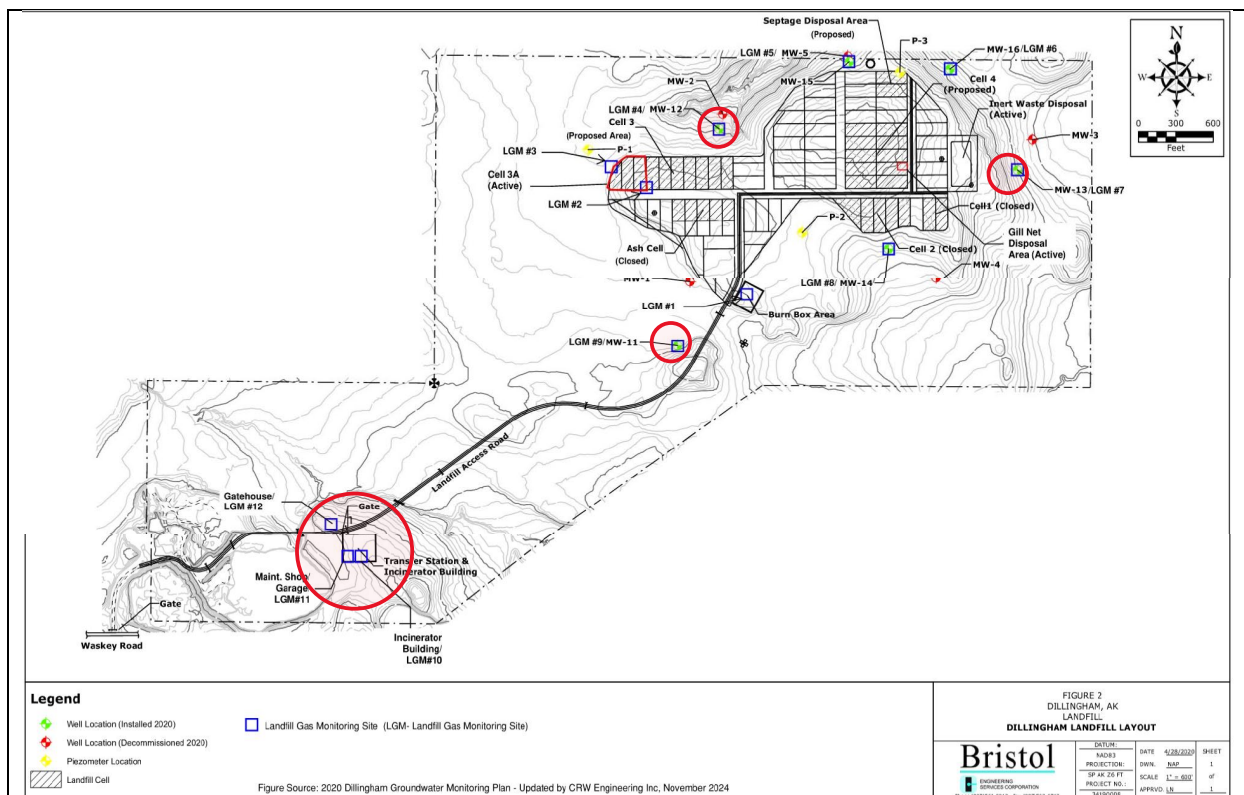 Septage Disposal Area
(Proposed)
P-3
LGM #5/ MW-5
MW-16/LGM #6
MW-15
Cell 4
(Proposed)
MW-2
LGM #4/ MW-12
Cell 3
(Proposed Area)
Inert Waste Disposal
(Active)
MW-3
P-1
LGM #3
Cell 3A
(Active)
LGM #2
MW-13/LGM #7
Cell1 (Closed)
P-2
Ash Cell
(Closed)
Cell 2 (Closed)
Gill Net
Disposal
Area (Active)
MW-4
MW-1
LGM #8/ MW-14
LGM #1
Burn Box Area
LGM #9/MW-11
N
W
E
S
0 300 600
Feet
Landfill Access Road
Gatehouse/
LGM #12
Gate
Transfer Station &
Incinerator Building
Maint. Shop/
Garage
LGM#11
Gate
Incinerator
Building/
LGM#10
Waskey Road
Legend
Well Location (Installed 2020)
Well Location (Decommissioned 2020)
Piezometer Location
Landfill Cell
Landfill Gas Monitoring Site (LGM- Landfill Gas Monitoring Site)
Figure Source: 2020 Dillingham Groundwater Monitoring Plan - Updated by CRW Engineering Inc, November 2024
FIGURE 2
DILLINGHAM, AK
LANDFILL
DILLINGHAM LANDFILL LAYOUT
Bristol
ENGINEERING
SERVICES CORPORATION
DATUM:
NAD83
PROJECTION:
SP AK Z6 FT
PROJECT NO.:
DATE 4/28/2020
DWN. NAP
SCALE 1" = 600'
APPRVD. LN
SHEET
1
of
1